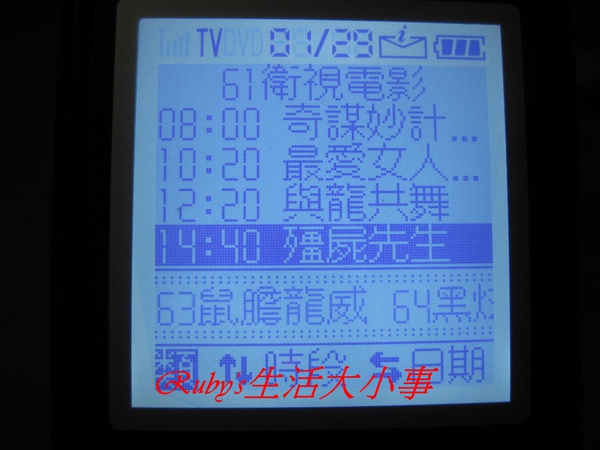 TV DVD 01/29
61衛視電影
08:00 奇謀妙計...
10:20 最愛女人...
12:20 與龍共舞
14:40 殭屍先生
63鼠膽龍威 64黑
時段 日期
Ruby's生活大小事